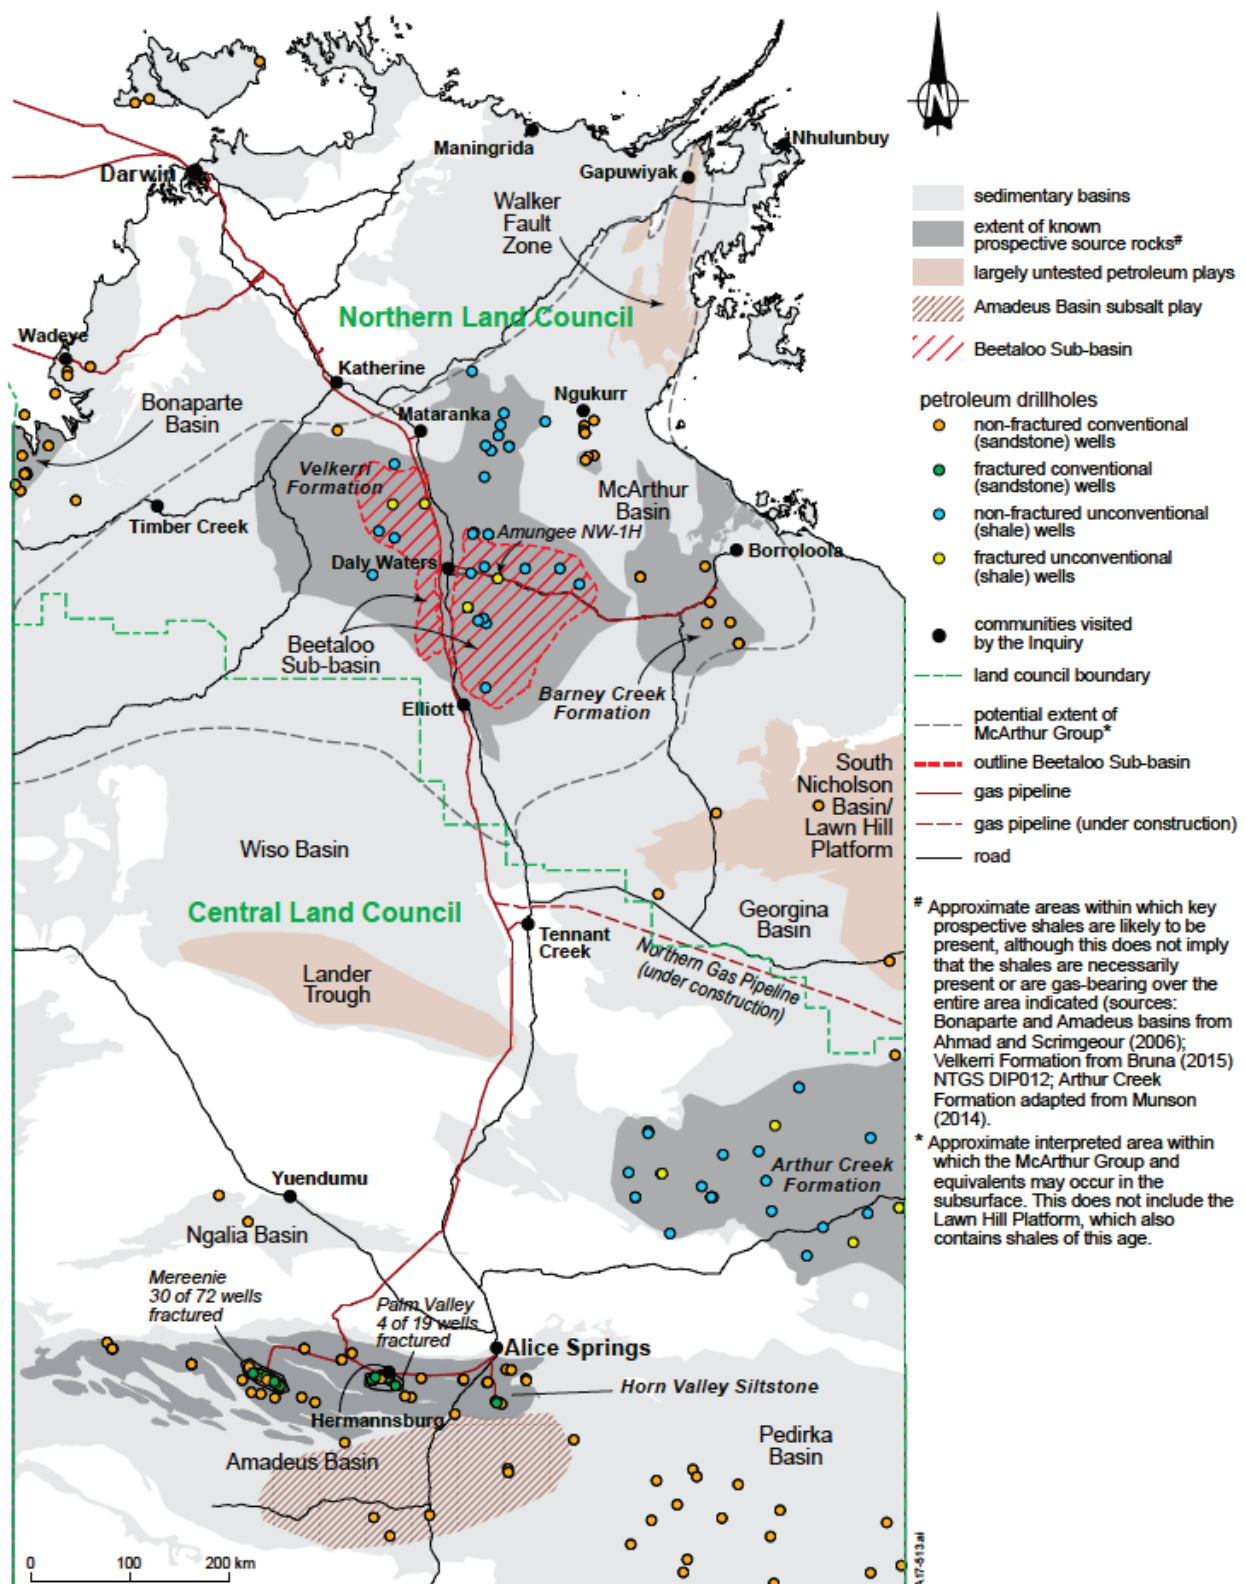 Maningrida
Nhulunbuy
Gapuwiyak
Darwin
Walker
Fault
Zone
Northern Land Council
Wadeye
Katherine
Bonaparte
Basin
Mataranka
Ngukurr
Velkerri
Formation
McArthur
Basin
Timber Creek
Amungee NW-1H
Daly Waters
Borroloola
Beetaloo
Sub-basin
Barney Creek
Formation
Elliott
South
Nicholson
Basin/
Lawn Hill
Platform
Wiso Basin
Central Land Council
Georgina
Basin
Tennant
Creek
Northern Gas Pipeline
(under construction)
Lander
Trough
Arthur Creek
Formation
Yuendumu
Ngalia Basin
Mereenie
30 of 72 wells
fractured
Palm Valley
4 of 19 wells
fractured
Alice Springs
Horn Valley Siltstone
Hermannsburg
Amadeus Basin
Pedirka
Basin
0 100 200 km
A17-513.ai
N
sedimentary basins
extent of known
prospective source rocks#
largely untested petroleum plays
Amadeus Basin subsalt play
Beetaloo Sub-basin
petroleum drillholes
non-fractured conventional
(sandstone) wells
fractured conventional
(sandstone) wells
non-fractured unconventional
(shale) wells
fractured unconventional
(shale) wells
communities visited
by the Inquiry
land council boundary
potential extent of
McArthur Group*
outline Beetaloo Sub-basin
gas pipeline
gas pipeline (under construction)
road
# Approximate areas within which key
prospective shales are likely to be
present, although this does not imply
that the shales are necessarily
present or are gas-bearing over the
entire area indicated (sources:
Bonaparte and Amadeus basins from
Ahmad and Scrimgeour (2006);
Velkerri Formation from Bruna (2015)
NTGS DIP012; Arthur Creek
Formation adapted from Munson
(2014).
* Approximate interpreted area within
which the McArthur Group and
equivalents may occur in the
subsurface. This does not include the
Lawn Hill Platform, which also
contains shales of this age.